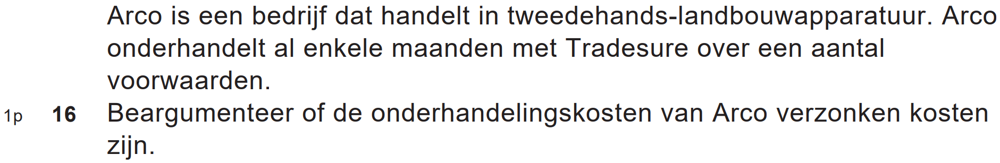 Arco is een bedrijf dat handelt in tweedehands-landbouwapparatuur. Arco
onderhandelt al enkele maanden met Tradesure over een aantal
voorwaarden.
1p 16 Beargumenteer of de onderhandelingskosten van Arco verzonken kosten
zijn.